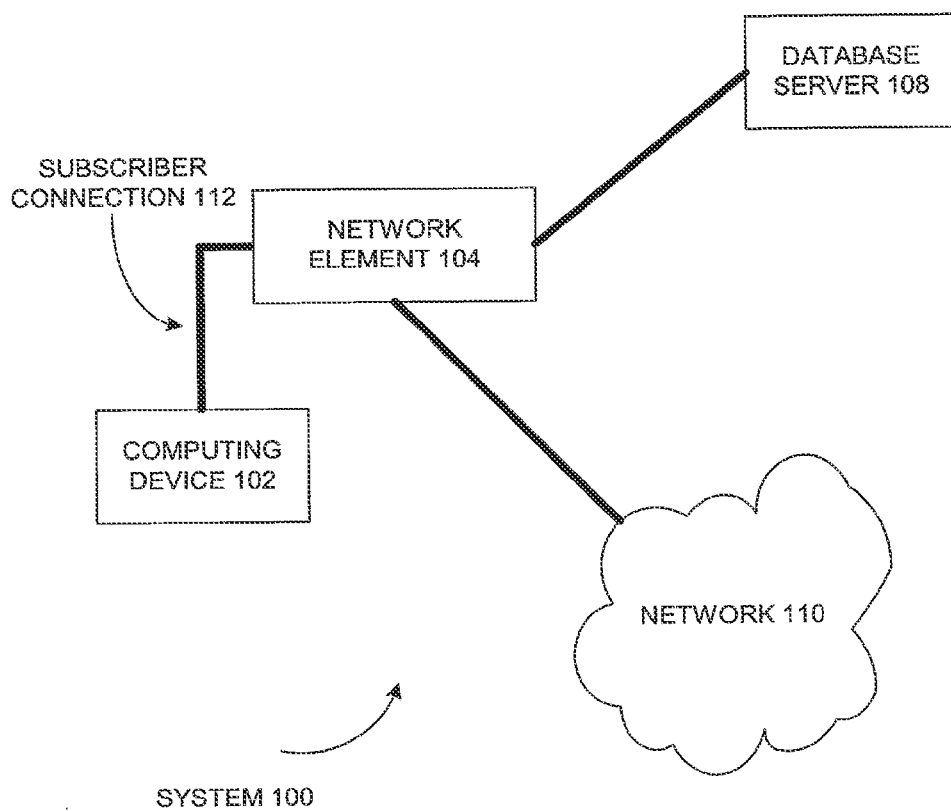 DATABASE
SERVER 108
SUBSCRIBER
CONNECTION 112
NETWORK
ELEMENT 104
COMPUTING
DEVICE 102
NETWORK 110
SYSTEM 100